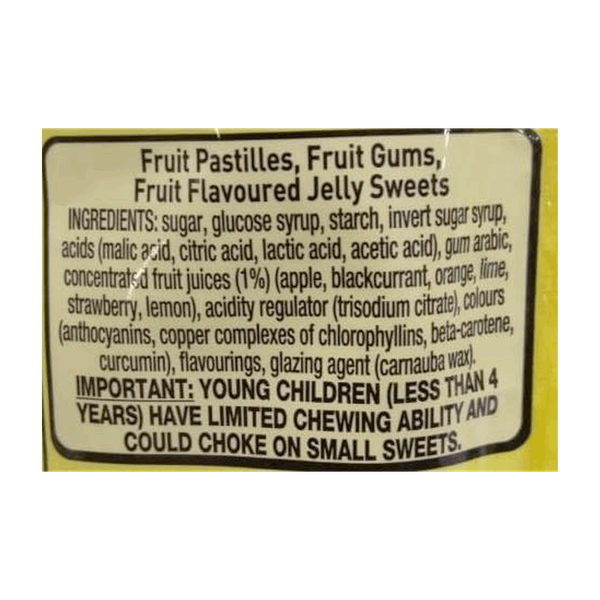 Fruit Pastilles, Fruit Gums,
Fruit Flavoured Jelly Sweets
INGREDIENTS: sugar, glucose syrup, starch, invert sugar syrup,
acids (malic acid, citric acid, lactic acid, acetic acid), gum arabic,
concentrated fruit juices (1%) (apple, blackcurrant, orange, lime,
strawberry, lemon), acidity regulator (trisodium citrate), colours
(anthocyanins, copper complexes of chlorophyllins, beta-carotene,
curcumin), flavourings, glazing agent (carnauba wax).
IMPORTANT: YOUNG CHILDREN (LESS THAN 4
YEARS) HAVE LIMITED CHEWING ABILITY AND
COULD CHOKE ON SMALL SWEETS.